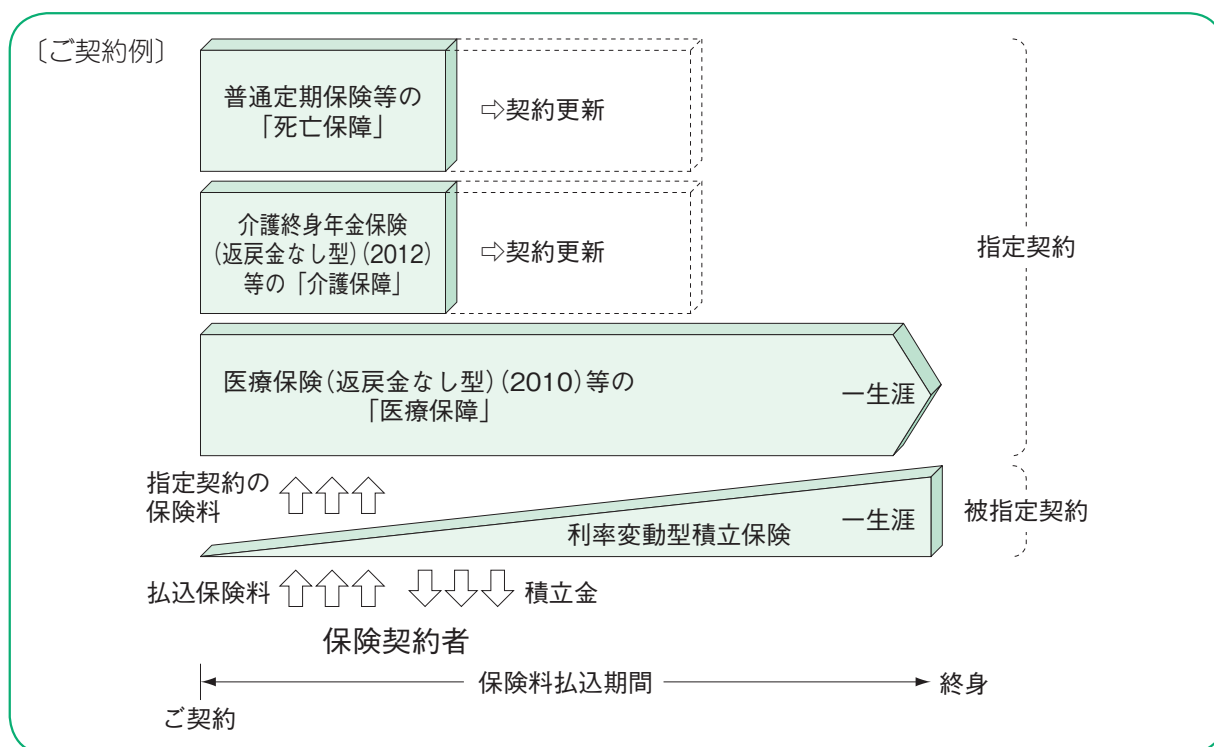 〔ご契約例〕
普通定期保険等の
「死亡保障」
⇨契約更新
介護終身年金保険
(返戻金なし型)(2012)
等の「介護保障」
⇨契約更新
指定契約
医療保険(返戻金なし型)(2010)等の
「医療保障」
一生涯
指定契約の
保険料
利率変動型積立保険
一生涯
被指定契約
払込保険料
積立金
保険契約者
保険料払込期間
終身
ご契約